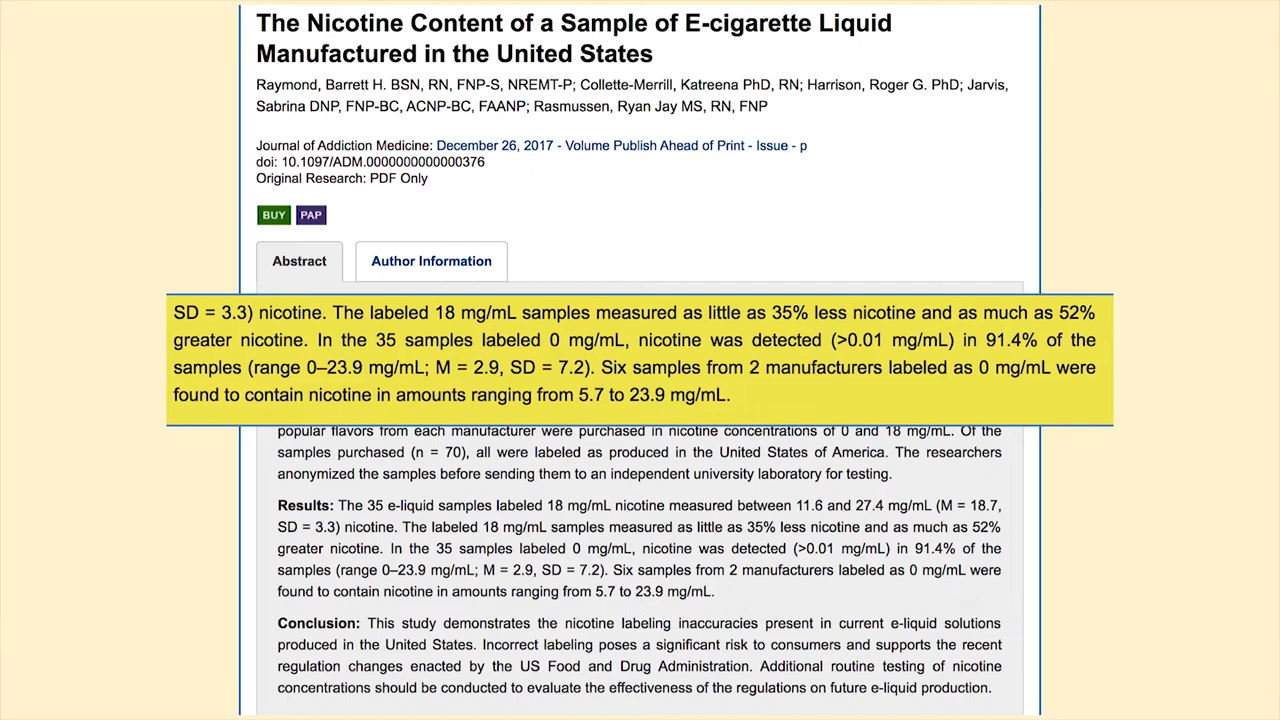 The Nicotine Content of a Sample of E-cigarette Liquid
Manufactured in the United States
Raymond, Barrett H. BSN, RN, FNP-S, NREMT-P; Collette-Merrill, Katreena PhD, RN; Harrison, Roger G. PhD; Jarvis,
Sabrina DNP, FNP-BC, ACNP-BC, FAANP; Rasmussen, Ryan Jay MS, RN, FNP
Journal of Addiction Medicine: December 26, 2017 - Volume Publish Ahead of Print - Issue - p
doi: 10.1097/ADM.0000000000000376
Original Research: PDF Only
BUY PAP
Abstract Author Information
SD = 3.3) nicotine. The labeled 18 mg/mL samples measured as little as 35% less nicotine and as much as 52%
greater nicotine. In the 35 samples labeled 0 mg/mL, nicotine was detected (>0.01 mg/mL) in 91.4% of the
samples (range 0–23.9 mg/mL; M = 2.9, SD = 7.2). Six samples from 2 manufacturers labeled as 0 mg/mL were
found to contain nicotine in amounts ranging from 5.7 to 23.9 mg/mL.
popular flavors from each manufacturer were purchased in nicotine concentrations of 0 and 18 mg/mL. Of the
samples purchased (n = 70), all were labeled as produced in the United States of America. The researchers
anonymized the samples before sending them to an independent university laboratory for testing.
Results: The 35 e-liquid samples labeled 18 mg/mL nicotine measured between 11.6 and 27.4 mg/mL (M = 18.7,
SD = 3.3) nicotine. The labeled 18 mg/mL samples measured as little as 35% less nicotine and as much as 52%
greater nicotine. In the 35 samples labeled 0 mg/mL, nicotine was detected (>0.01 mg/mL) in 91.4% of the
samples (range 0–23.9 mg/mL; M = 2.9, SD = 7.2). Six samples from 2 manufacturers labeled as 0 mg/mL were
found to contain nicotine in amounts ranging from 5.7 to 23.9 mg/mL.
Conclusion: This study demonstrates the nicotine labeling inaccuracies present in current e-liquid solutions
produced in the United States. Incorrect labeling poses a significant risk to consumers and supports the recent
regulation changes enacted by the US Food and Drug Administration. Additional routine testing of nicotine
concentrations should be conducted to evaluate the effectiveness of the regulations on future e-liquid production.